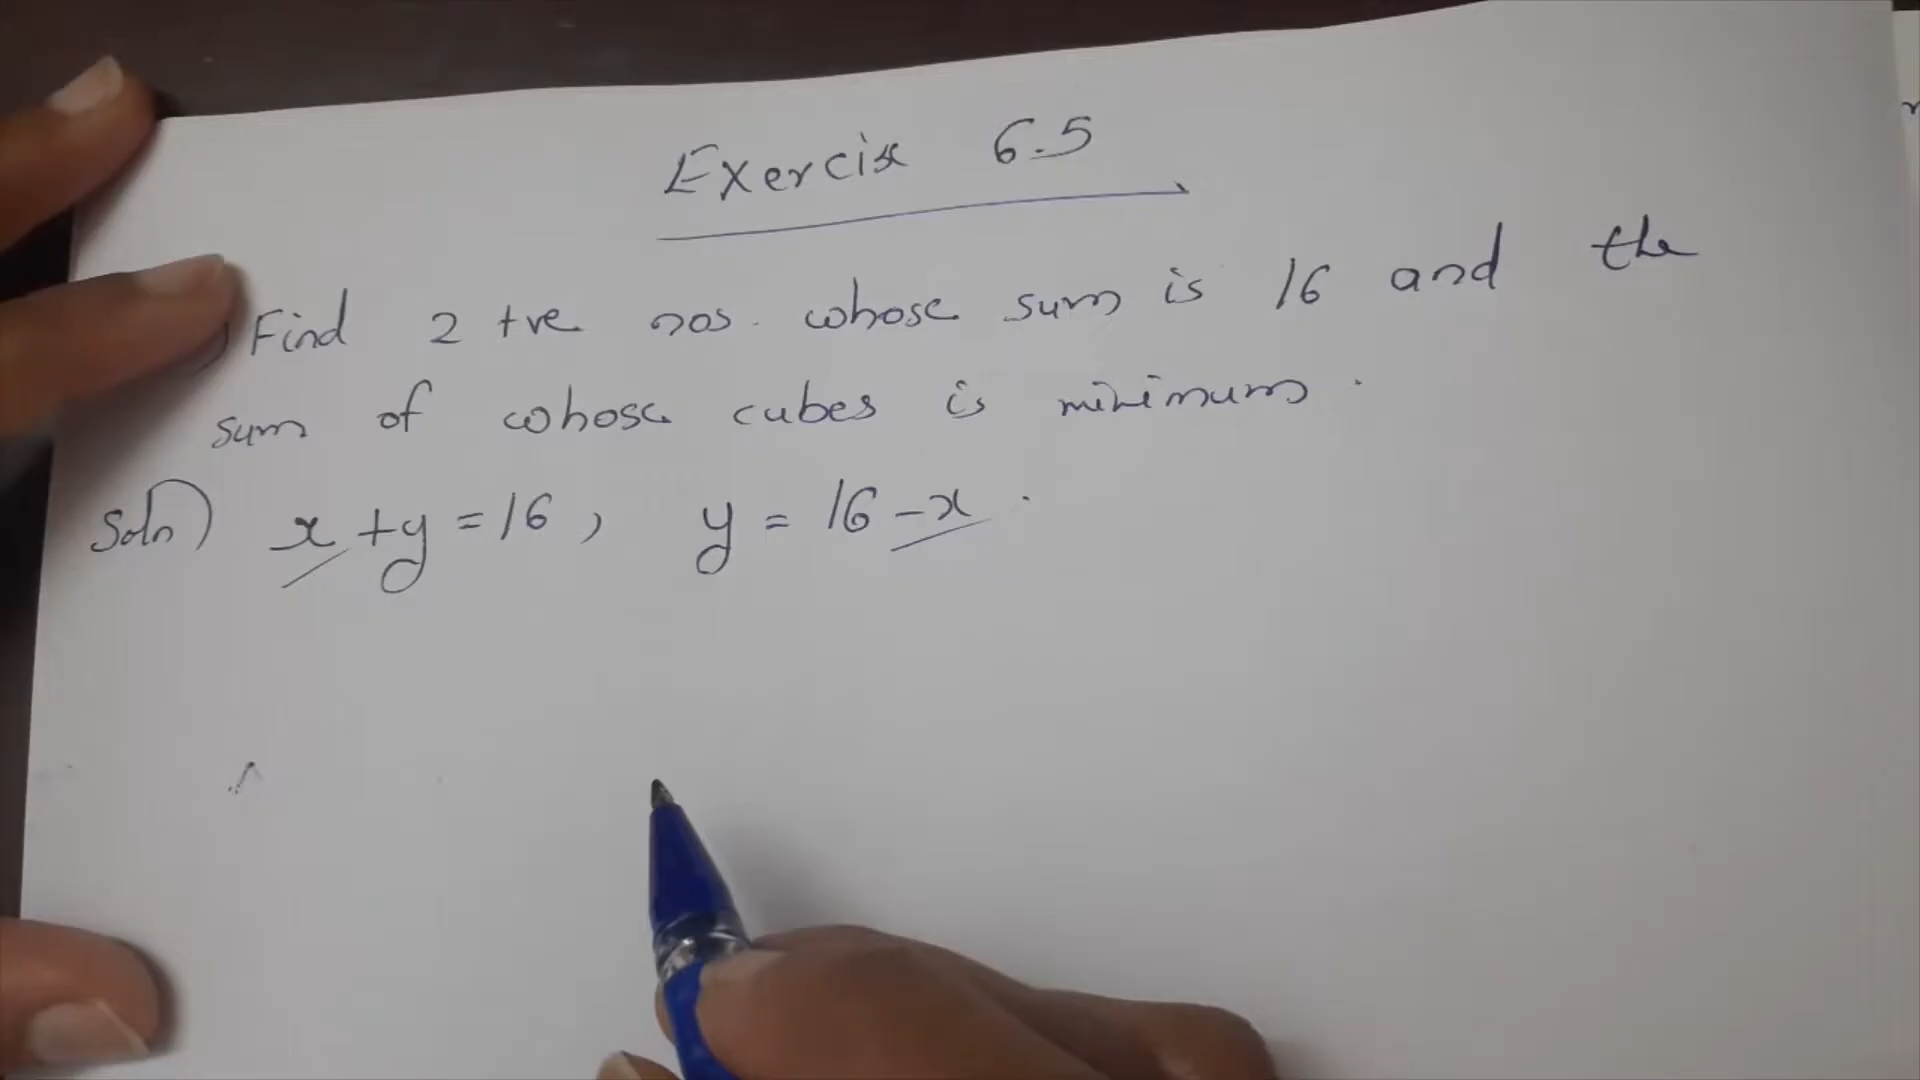 Exercise 6.5
) Find 2 +ve nos. whose sum is 16 and the
sum of whose cubes is minimum.
Soln) x + y = 16, y = 16 - x.